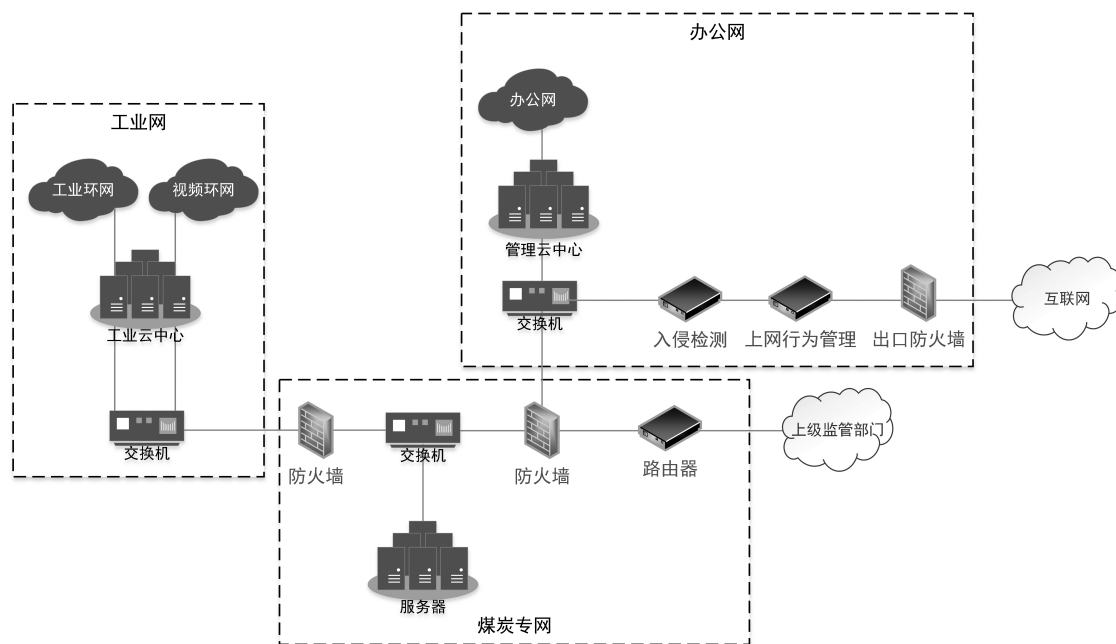 办公网
办公网
管理云中心
交换机
入侵检测
上网行为管理
出口防火墙
互联网
工业网
工业环网
视频环网
工业云中心
交换机
防火墙
交换机
防火墙
路由器
上级监管部门
服务器
煤炭专网